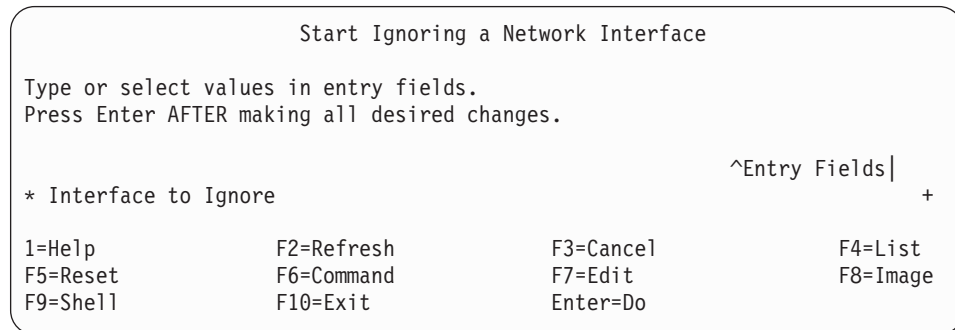 Start Ignoring a Network Interface
Type or select values in entry fields.
Press Enter AFTER making all desired changes.
^Entry Fields|
* Interface to Ignore +
1=Help F2=Refresh F3=Cancel F4=List
F5=Reset F6=Command F7=Edit F8=Image
F9=Shell F10=Exit Enter=Do